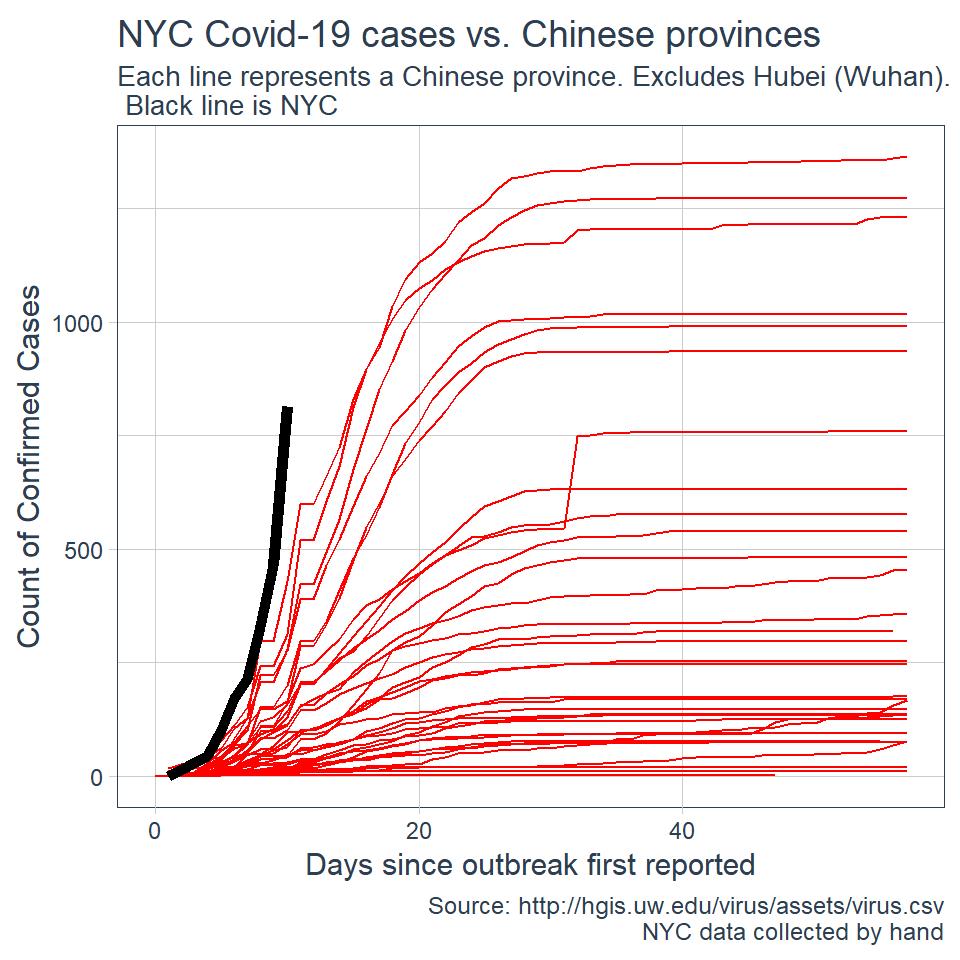 NYC Covid-19 cases vs. Chinese provinces
Each line represents a Chinese province. Excludes Hubei (Wuhan).
Black line is NYC
Count of Confirmed Cases
1000
500
0
0 20 40
Days since outbreak first reported
Source: http://hgis.uw.edu/virus/assets/virus.csv
NYC data collected by hand